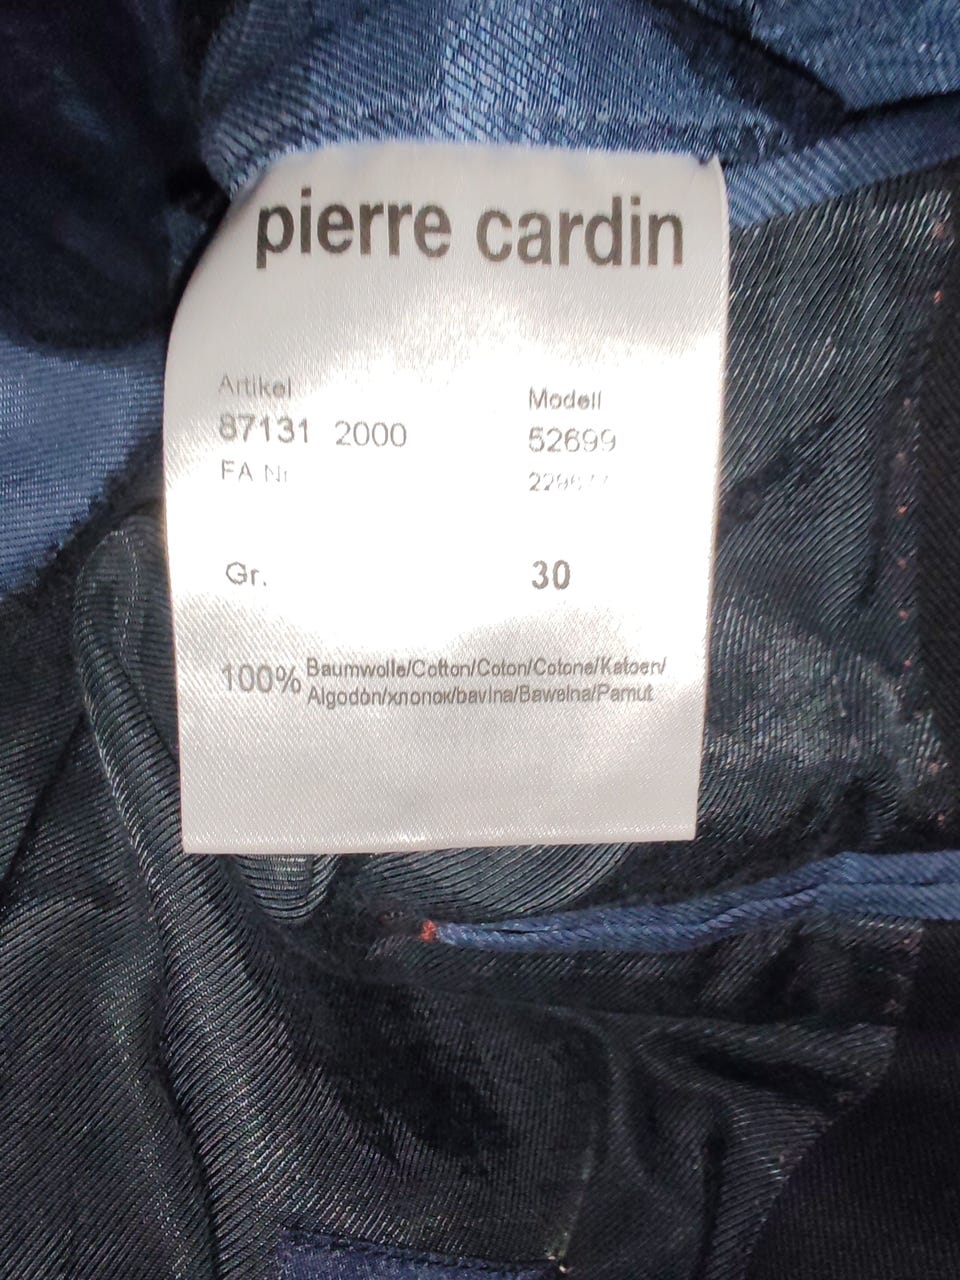 pierre cardin
Artikel Modell
87131 2000 52699
FA Nr
Gr. 30
100% Baumwolle/Cotton/Coton/Cotone/Katoen/
Algodón/хлопок/bavlna/Bawełna/Pamut